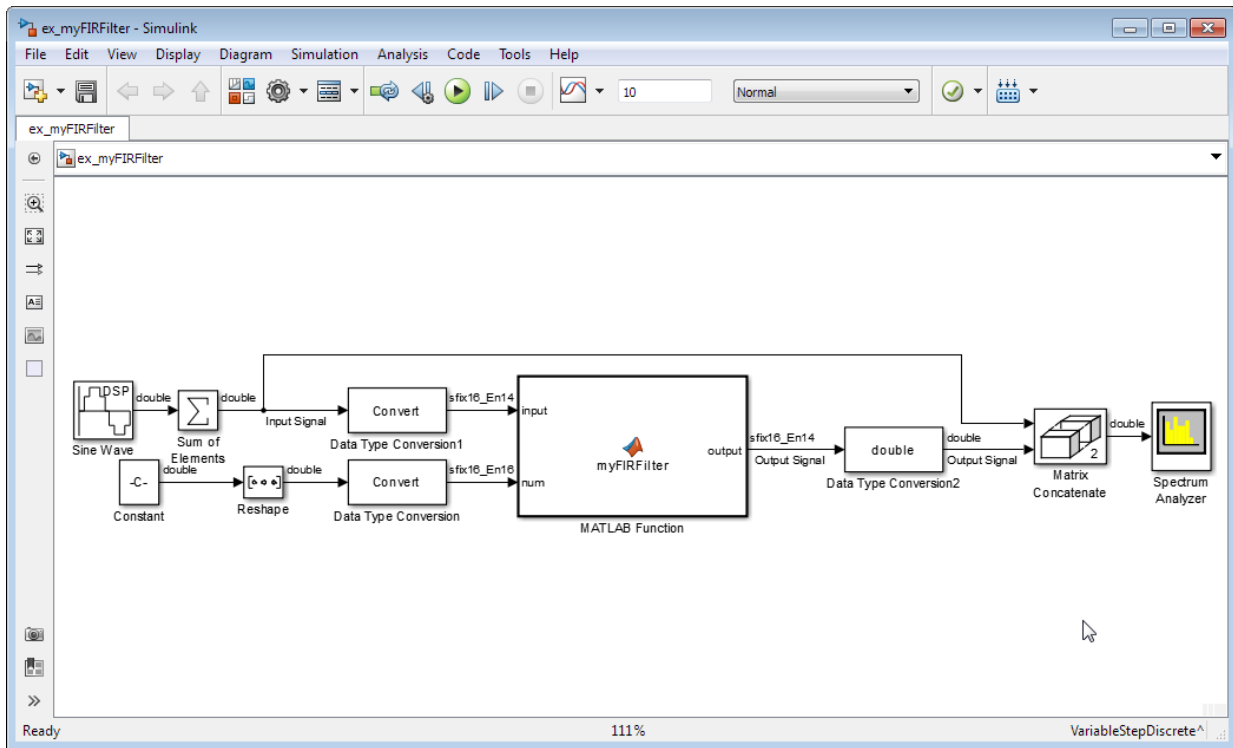 ex_myFIRFilter - Simulink
File Edit View Display Diagram Simulation Analysis Code Tools Help
10
Normal
ex_myFIRFilter
ex_myFIRFilter
DSP
double
Sine Wave
Sum of
Elements
double
Input Signal
Convert
Data Type Conversion1
sfix16_En14
-C-
Constant
double
Reshape
double
Convert
Data Type Conversion
sfix16_En16
input
num
myFIRFilter
output
MATLAB Function
sfix16_En14
Output Signal
double
Data Type Conversion2
double
Output Signal
2
Matrix
Concatenate
double
Spectrum
Analyzer
Ready
111%
VariableStepDiscrete^